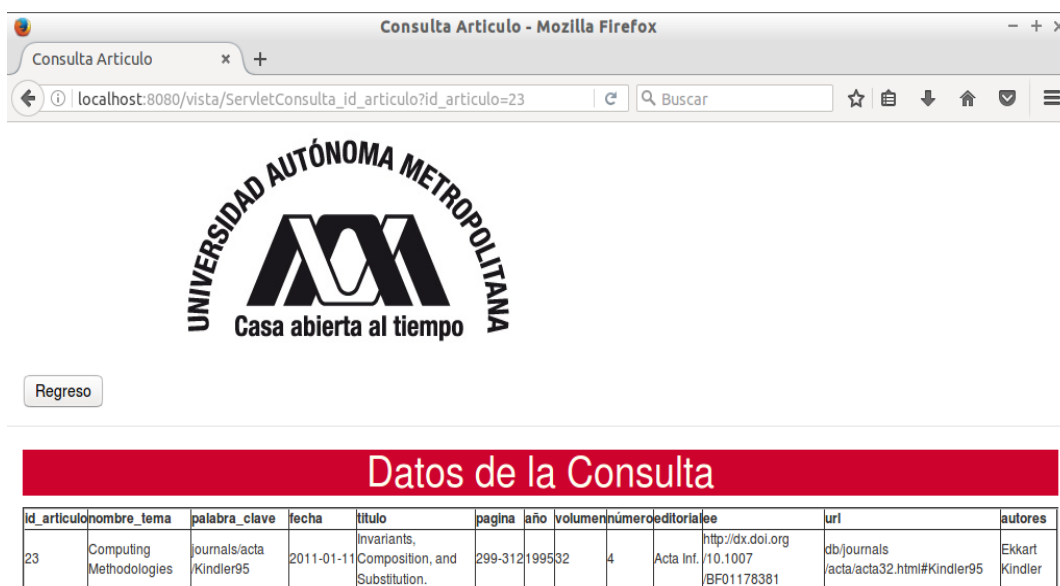 Consulta Articulo - Mozilla Firefox
Consulta Articulo
localhost:8080/vista/ServletConsulta_id_articulo?id_articulo=23
Buscar
UNIVERSIDAD AUTÓNOMA METROPOLITANA
Casa abierta al tiempo
Regreso
Datos de la Consulta
id_articulo nombre_tema palabra_clave fecha titulo pagina año volumen número editorial ee url autores
23 Computing Methodologies journals/acta/Kindler95 2011-01-11 Invariants, Composition, and Substitution. 299-312 1995 32 4 Acta Inf. http://dx.doi.org/10.1007/BF01178381 db/journals/acta/acta32.html#Kindler95 Ekkart Kindler